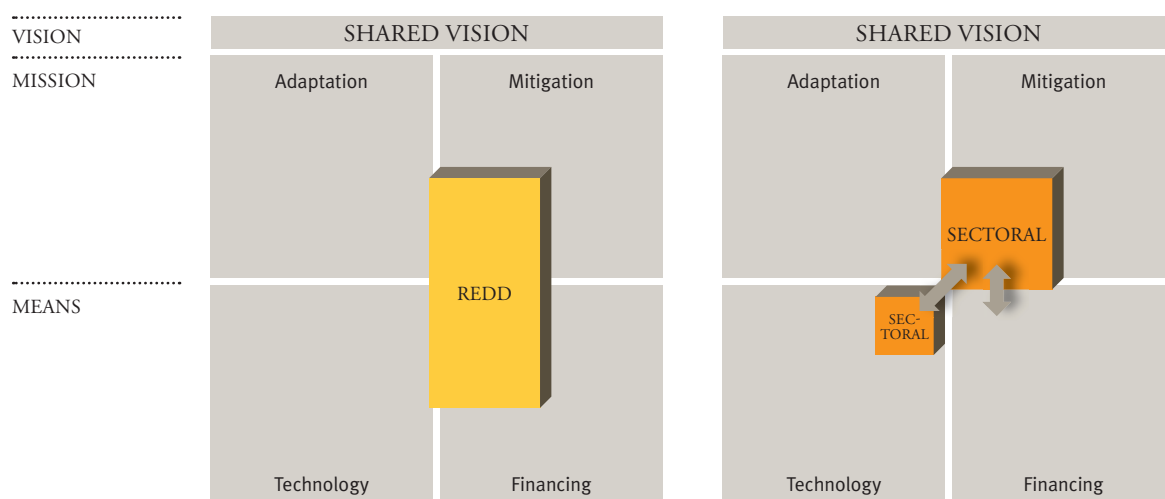 VISION
SHARED VISION
SHARED VISION
MISSION
Adaptation
Mitigation
Adaptation
Mitigation
SECTORAL
MEANS
REDD
SEC-
TORAL
Technology
Financing
Technology
Financing